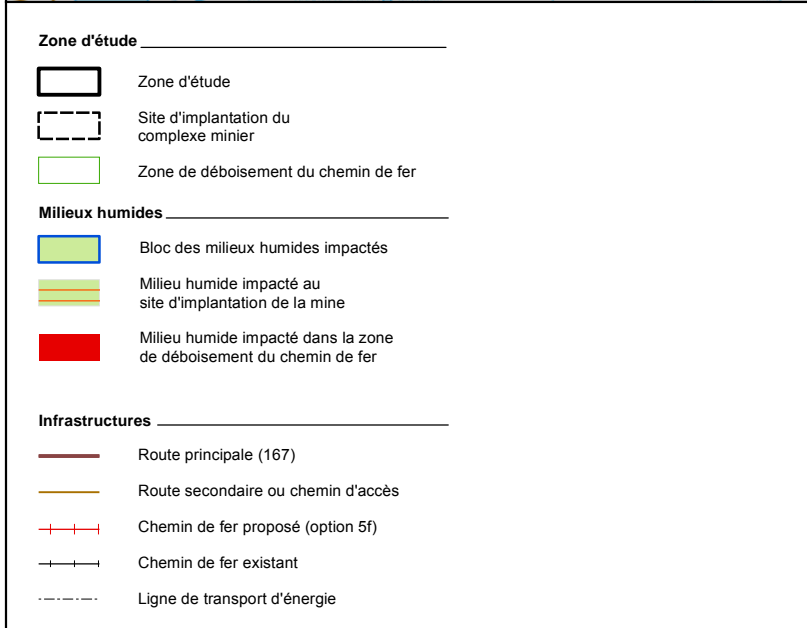 Zone d'étude
Zone d'étude
Site d'implantation du
complexe minier
Zone de déboisement du chemin de fer
Milieux humides
Bloc des milieux humides impactés
Milieu humide impacté au
site d'implantation de la mine
Milieu humide impacté dans la zone
de déboisement du chemin de fer
Infrastructures
Route principale (167)
Route secondaire ou chemin d'accès
Chemin de fer proposé (option 5f)
Chemin de fer existant
Ligne de transport d'énergie